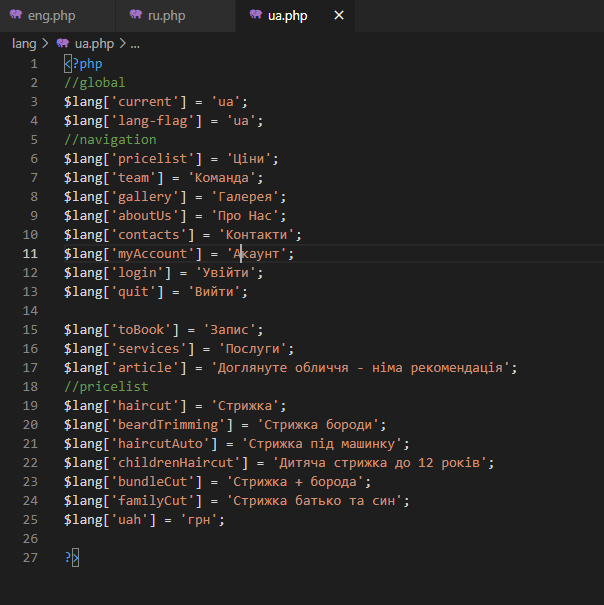 eng.php ru.php ua.php ×
lang > ua.php > ...
1 <?php
2 //global
3 $lang['current'] = 'ua';
4 $lang['lang-flag'] = 'ua';
5 //navigation
6 $lang['pricelist'] = 'Ціни';
7 $lang['team'] = 'Команда';
8 $lang['gallery'] = 'Галерея';
9 $lang['aboutUs'] = 'Про Нас';
10 $lang['contacts'] = 'Контакти';
11 $lang['myAccount'] = 'Акаунт';
12 $lang['login'] = 'Увійти';
13 $lang['quit'] = 'Вийти';
14
15 $lang['toBook'] = 'Запис';
16 $lang['services'] = 'Послуги';
17 $lang['article'] = 'Доглянуте обличчя - німа рекомендація';
18 //pricelist
19 $lang['haircut'] = 'Стрижка';
20 $lang['beardTrimming'] = 'Стрижка бороди';
21 $lang['haircutAuto'] = 'Стрижка під машинку';
22 $lang['childrenHaircut'] = 'Дитяча стрижка до 12 років';
23 $lang['bundleCut'] = 'Стрижка + борода';
24 $lang['familyCut'] = 'Стрижка батько та син';
25 $lang['uah'] = 'грн';
26
27 ?>